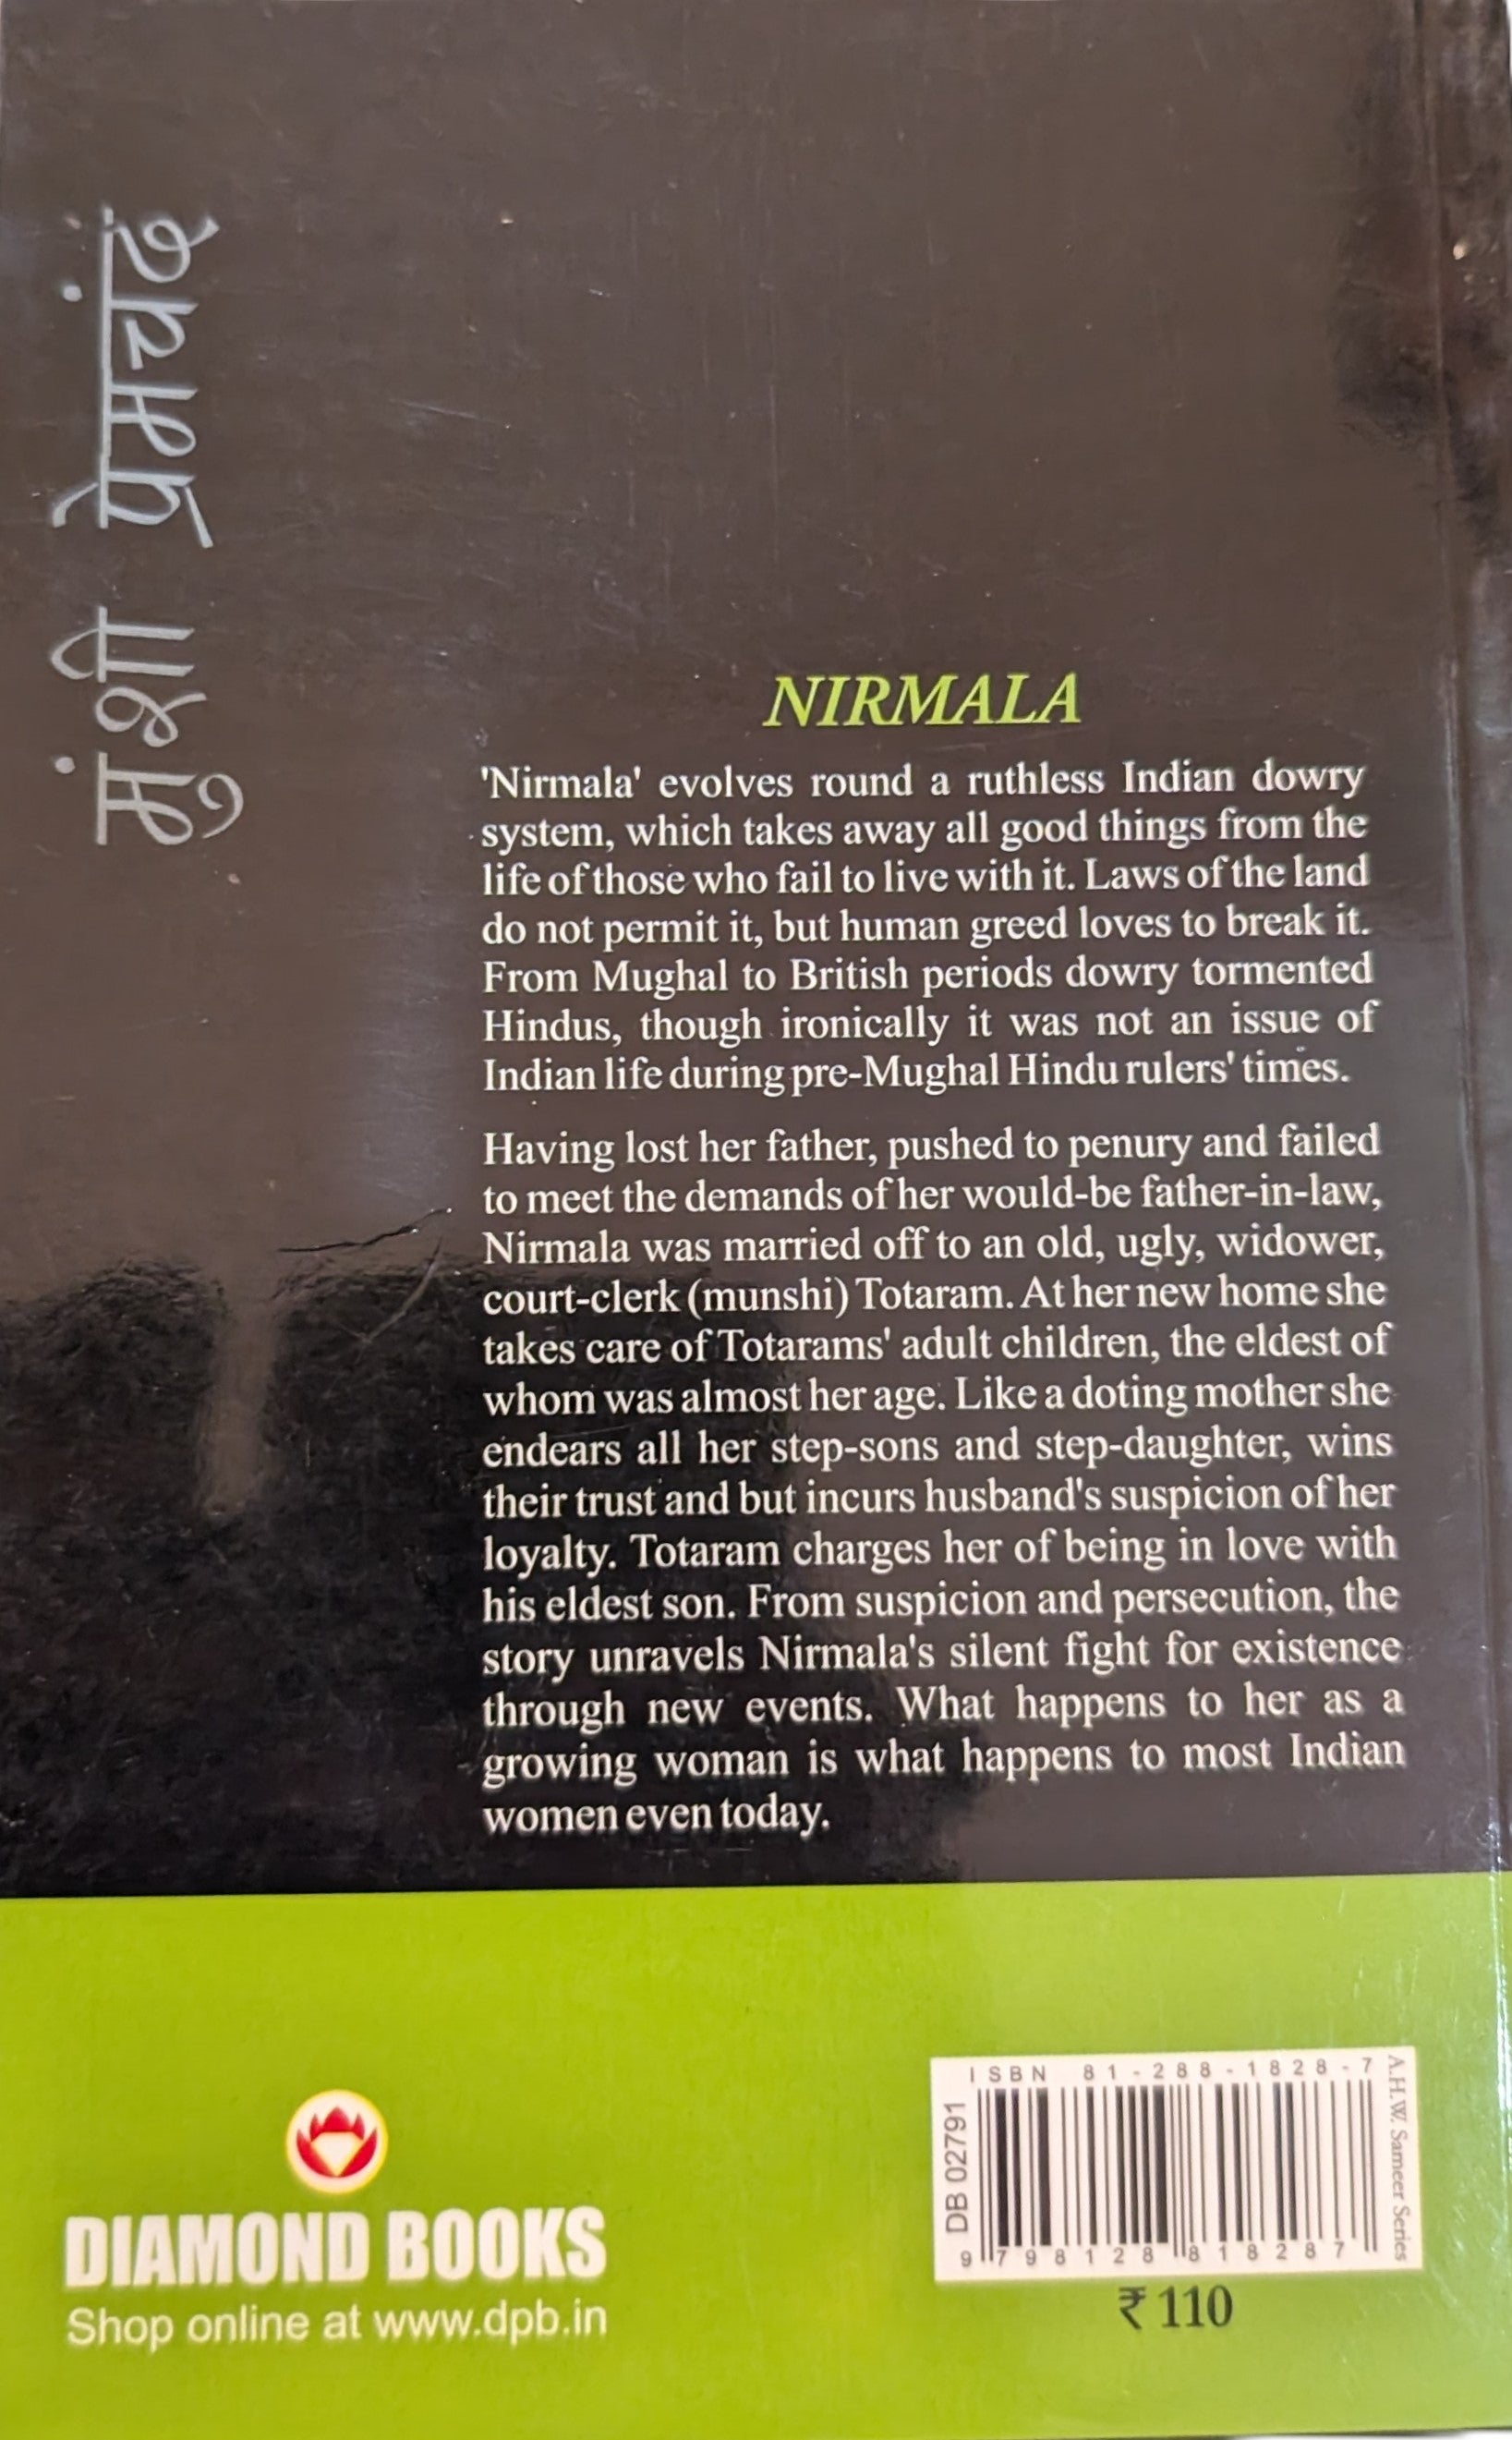 मुंशी प्रेमचंद
NIRMALA
'Nirmala' evolves round a ruthless Indian dowry
system, which takes away all good things from the
life of those who fail to live with it. Laws of the land
do not permit it, but human greed loves to break it.
From Mughal to British periods dowry tormented
Hindus, though ironically it was not an issue of
Indian life during pre-Mughal Hindu rulers' times.
Having lost her father, pushed to penury and failed
to meet the demands of her would-be father-in-law,
Nirmala was married off to an old, ugly, widower,
court-clerk (munshi) Totaram. At her new home she
takes care of Totarams' adult children, the eldest of
whom was almost her age. Like a doting mother she
endears all her step-sons and step-daughter, wins
their trust and but incurs husband's suspicion of her
loyalty. Totaram charges her of being in love with
his eldest son. From suspicion and persecution, the
story unravels Nirmala's silent fight for existence
through new events. What happens to her as a
growing woman is what happens to most Indian
women even today.
DIAMOND BOOKS
Shop online at www.dpb.in
ISBN 81-288-1828-7
DB 02791
A.H.W. Sameer Series
9 798128 818287
₹ 110